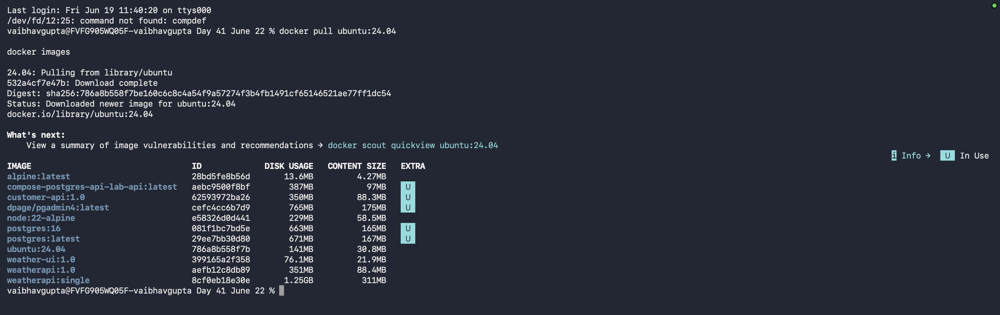 Last login: Fri Jun 19 11:40:20 on ttys000
/dev/fd/12:25: command not found: compdef
vaibhavgupta@FVFG905WQ05F-vaibhavgupta Day 41 June 22 % docker pull ubuntu:24.04
docker images
24.04: Pulling from library/ubuntu
532a4cf7e47b: Download complete
Digest: sha256:786a8b558f7be160c6c8c4a54f9a57274f3b4fb1491cf65146521ae77ff1dc54
Status: Downloaded newer image for ubuntu:24.04
docker.io/library/ubuntu:24.04
What's next:
View a summary of image vulnerabilities and recommendations → docker scout quickview ubuntu:24.04
i Info → U In Use
IMAGE ID DISK USAGE CONTENT SIZE EXTRA
alpine:latest 28bd5fe8b56d 13.6MB 4.27MB
compose-postgres-api-lab-api:latest aebc9500f8bf 387MB 97MB U
customer-api:1.0 62593972ba26 350MB 88.3MB U
dpage/pgadmin4:latest cefc4cc6b7d9 765MB 175MB U
node:22-alpine e58326d0d441 229MB 58.5MB
postgres:16 081f1bc7bd5e 663MB 165MB U
postgres:latest 29ee7bb30d80 671MB 167MB U
ubuntu:24.04 786a8b558f7b 141MB 30.8MB
weather-ui:1.0 399165a2f358 76.1MB 21.9MB
weatherapi:1.0 aefb12c8db89 351MB 88.4MB
weatherapi:single 8cf0eb18e30e 1.25GB 311MB
vaibhavgupta@FVFG905WQ05F-vaibhavgupta Day 41 June 22 %